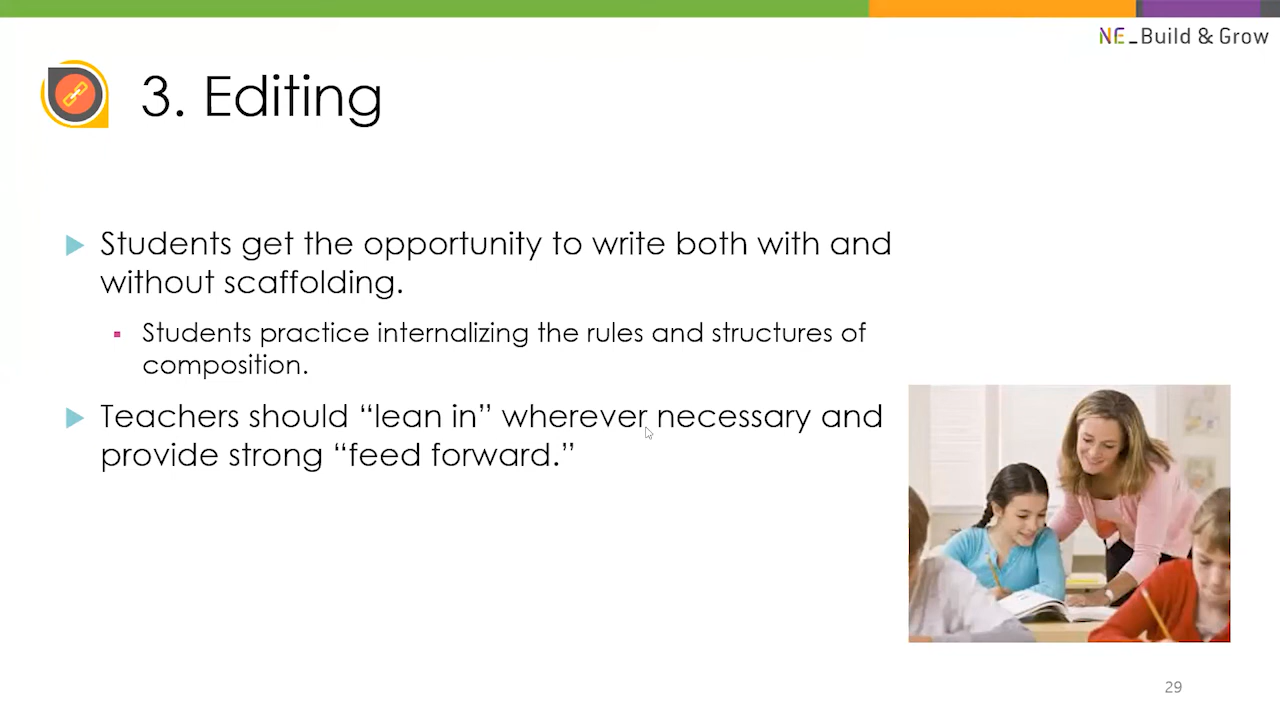 NE_Build & Grow
3. Editing
Students get the opportunity to write both with and
without scaffolding.
Students practice internalizing the rules and structures of
composition.
Teachers should “lean in” wherever necessary and
provide strong “feed forward.”
29